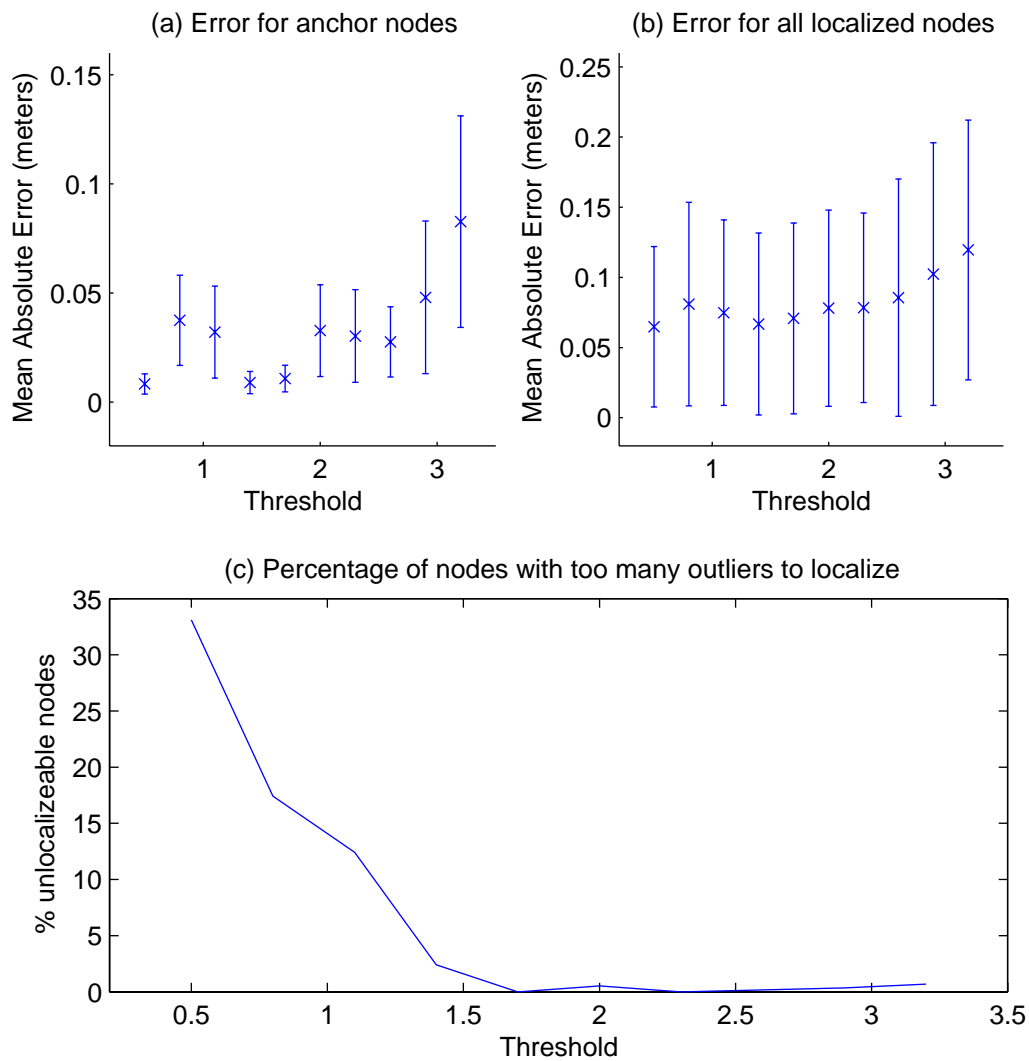 (a) Error for anchor nodes
Mean Absolute Error (meters)
0.15
0.1
0.05
0
1 2 3
Threshold
(b) Error for all localized nodes
Mean Absolute Error (meters)
0.25
0.2
0.15
0.1
0.05
0
1 2 3
Threshold
(c) Percentage of nodes with too many outliers to localize
% unlocalizeable nodes
35
30
25
20
15
10
5
0
0.5 1 1.5 2 2.5 3 3.5
Threshold